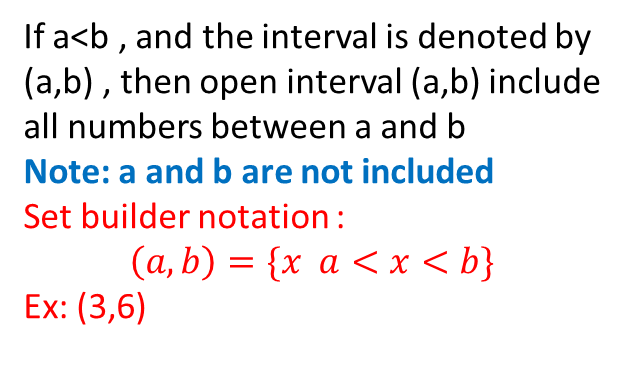 If a<b , and the interval is denoted by
(a,b) , then open interval (a,b) include
all numbers between a and b
Note: a and b are not included
Set builder notation :
(a, b) = {x a < x < b}
Ex: (3,6)